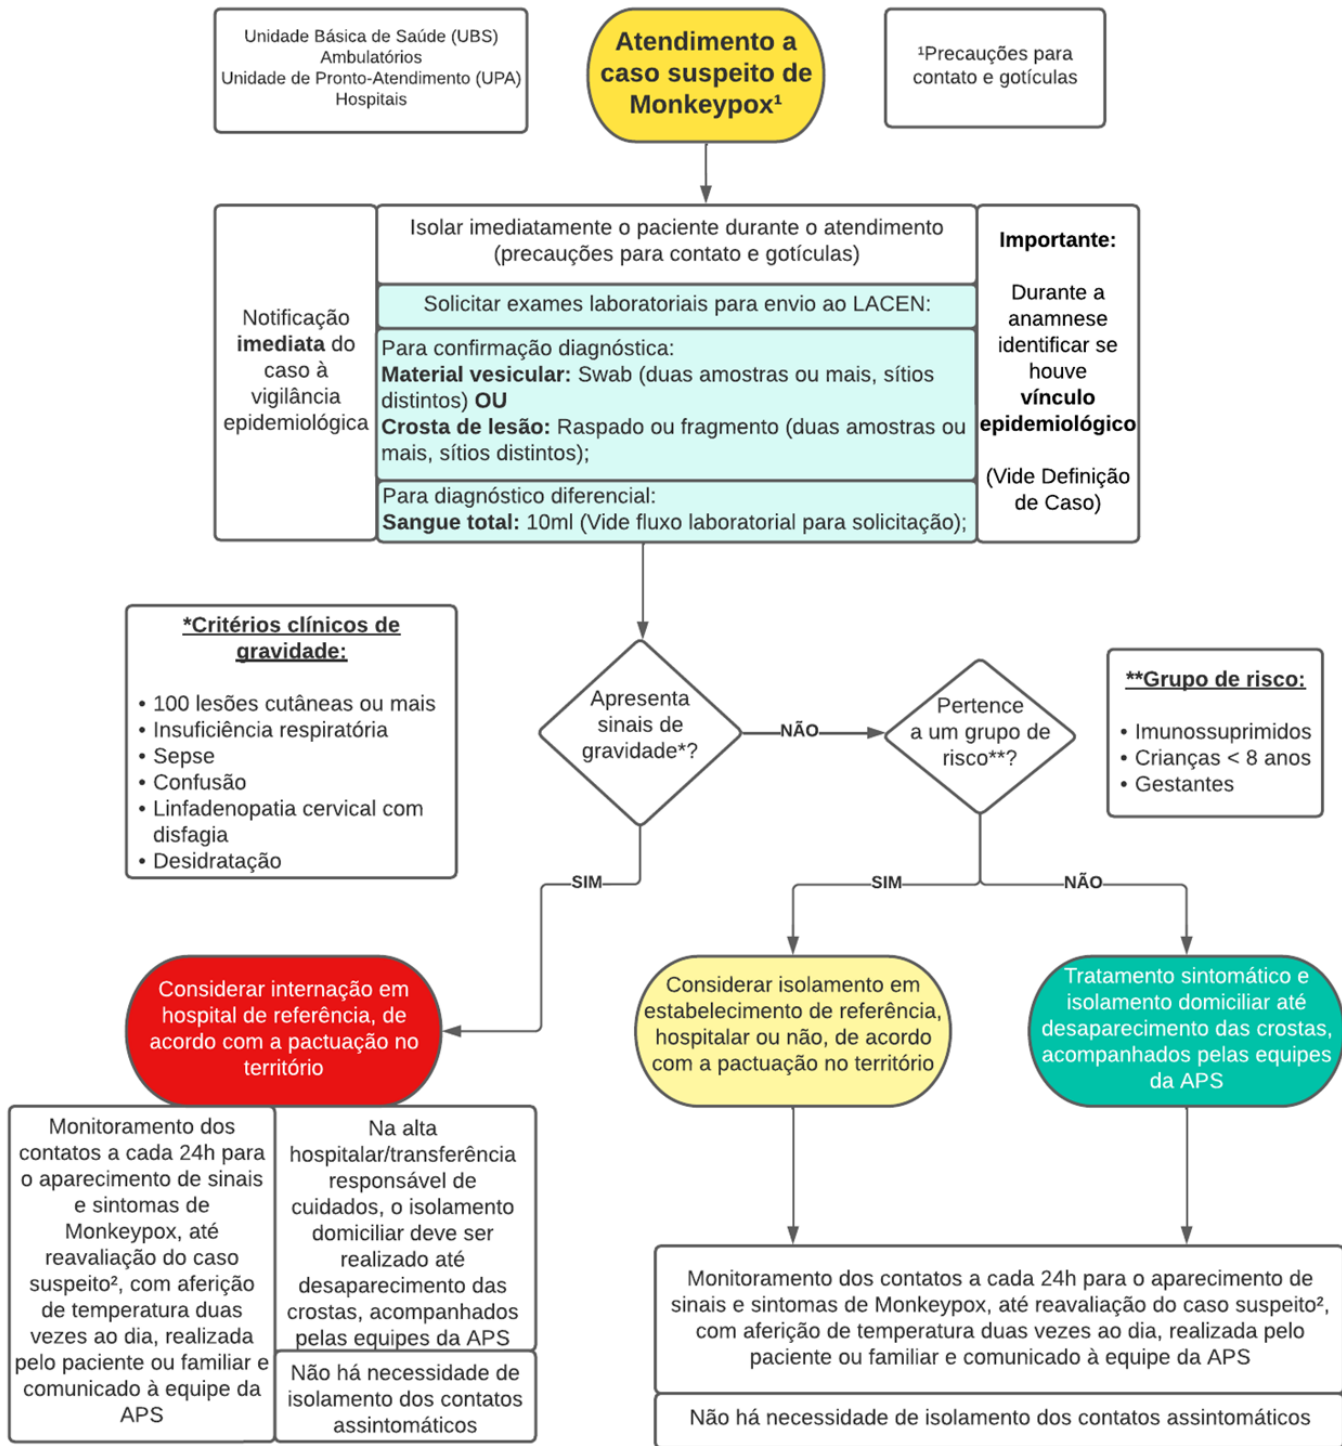 Unidade Básica de Saúde (UBS)
Ambulatórios
Unidade de Pronto-Atendimento (UPA)
Hospitais
Atendimento a
caso suspeito de
Monkeypox¹
¹Precauções para
contato e gotículas
Notificação
imediata do
caso à
vigilância
epidemiológica
Isolar imediatamente o paciente durante o atendimento
(precauções para contato e gotículas)
Solicitar exames laboratoriais para envio ao LACEN:
Para confirmação diagnóstica:
Material vesicular: Swab (duas amostras ou mais, sítios
distintos) OU
Crosta de lesão: Raspado ou fragmento (duas amostras ou
mais, sítios distintos);
Para diagnóstico diferencial:
Sangue total: 10ml (Vide fluxo laboratorial para solicitação);
Importante:
Durante a
anamnese
identificar se
houve
vínculo
epidemiológico
(Vide Definição
de Caso)
*Critérios clínicos de
gravidade:
• 100 lesões cutâneas ou mais
• Insuficiência respiratória
• Sepse
• Confusão
• Linfadenopatia cervical com
disfagia
• Desidratação
Apresenta
sinais de
gravidade*?
NÃO
Pertence
a um grupo de
risco**?
**Grupo de risco:
• Imunossuprimidos
• Crianças < 8 anos
• Gestantes
SIM
SIM
NÃO
Considerar internação em
hospital de referência, de
acordo com a pactuação no
território
Considerar isolamento em
estabelecimento de referência,
hospitalar ou não, de acordo
com a pactuação no território
Tratamento sintomático e
isolamento domiciliar até
desaparecimento das crostas,
acompanhados pelas equipes
da APS
Monitoramento dos
contatos a cada 24h para
o aparecimento de sinais
e sintomas de
Monkeypox, até
reavaliação do caso
suspeito², com aferição
de temperatura duas
vezes ao dia, realizada
pelo paciente ou familiar e
comunicado à equipe da
APS
Na alta
hospitalar/transferência
responsável de
cuidados, o isolamento
domiciliar deve ser
realizado até
desaparecimento das
crostas, acompanhados
pelas equipes da APS
Não há necessidade de
isolamento dos contatos
assintomáticos
Monitoramento dos contatos a cada 24h para o aparecimento de
sinais e sintomas de Monkeypox, até reavaliação do caso suspeito²,
com aferição de temperatura duas vezes ao dia, realizada pelo
paciente ou familiar e comunicado à equipe da APS
Não há necessidade de isolamento dos contatos assintomáticos